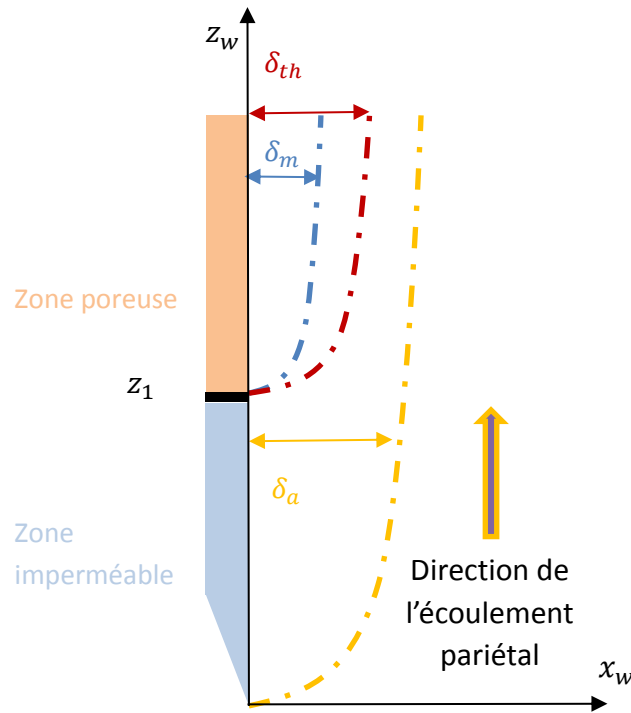 z_w
δ_th
δ_m
Zone poreuse
z_1
δ_a
Zone
imperméable
Direction de
l'écoulement
pariétal
x_w